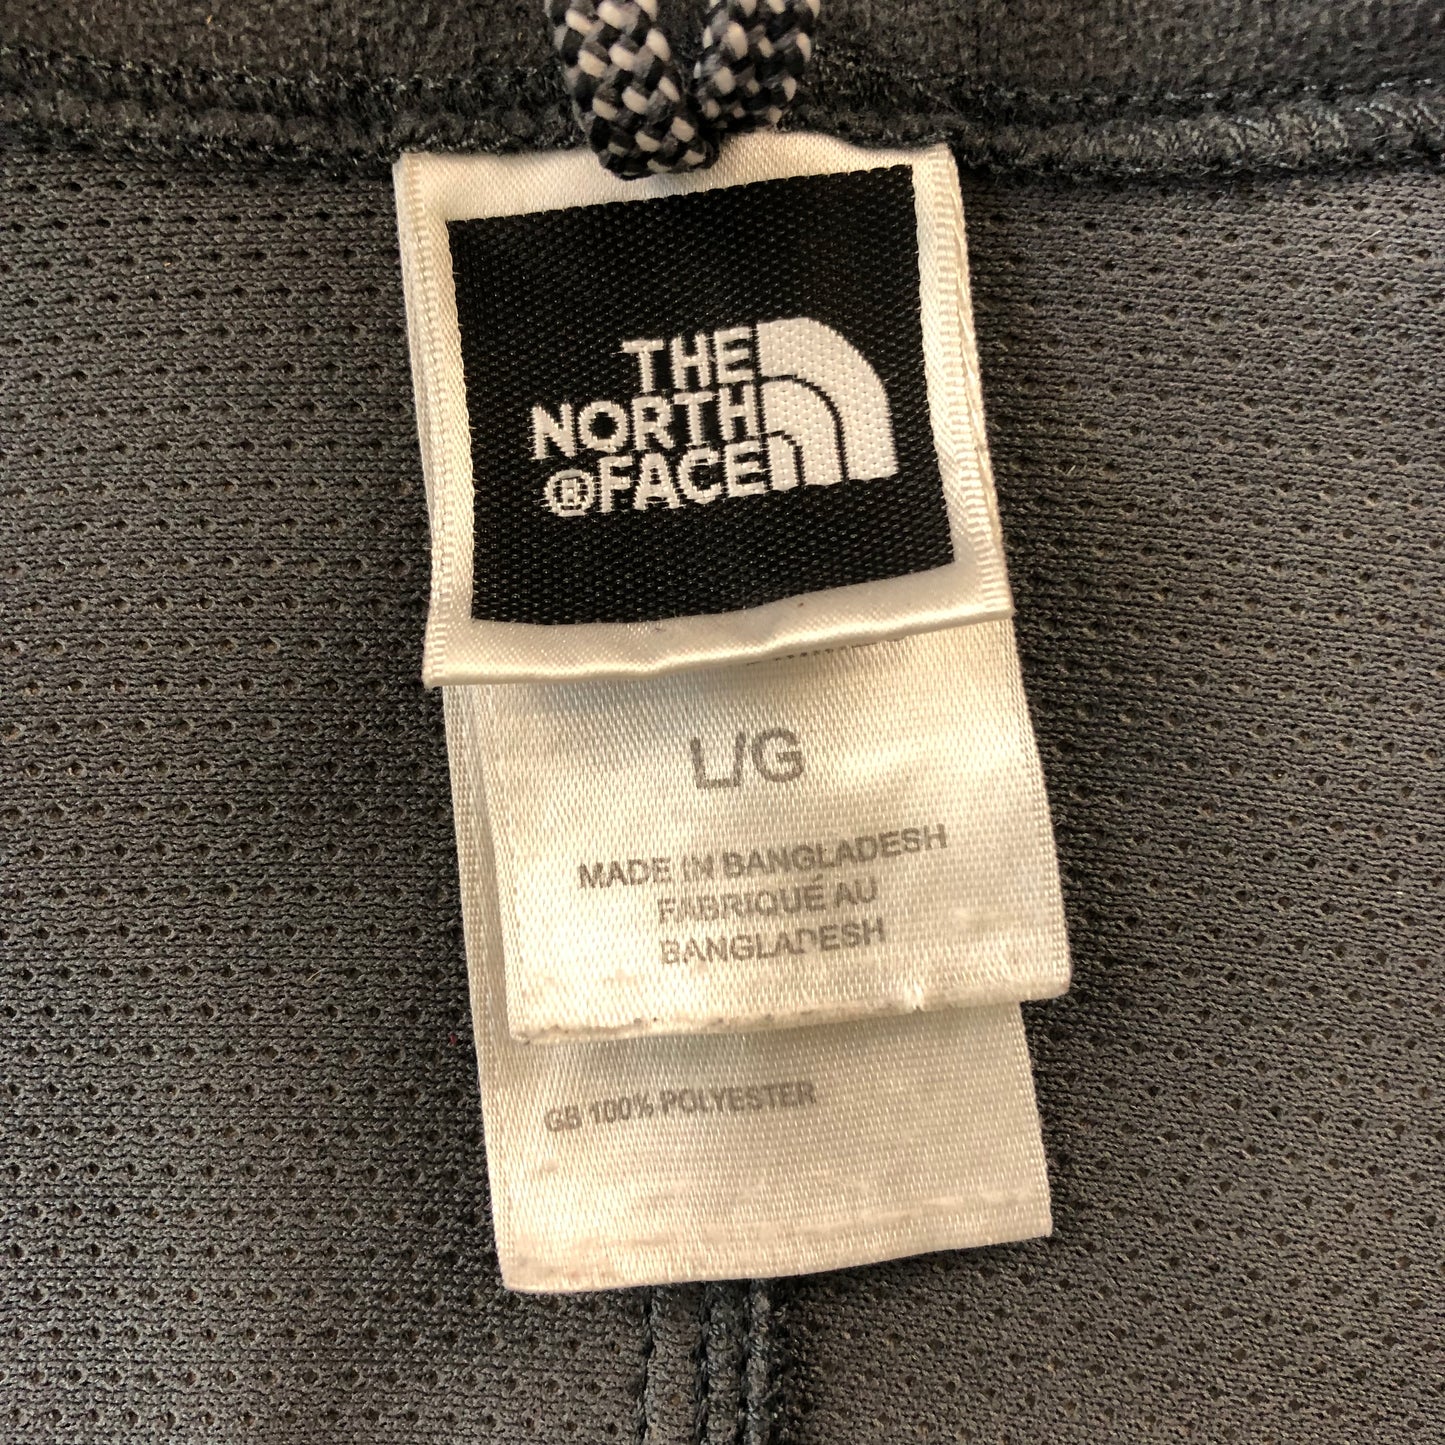 THE
NORTH
®FACE
L/G
MADE IN BANGLADESH
FABRIQUÉ AU
BANGLADESH
GB 100% POLYESTER